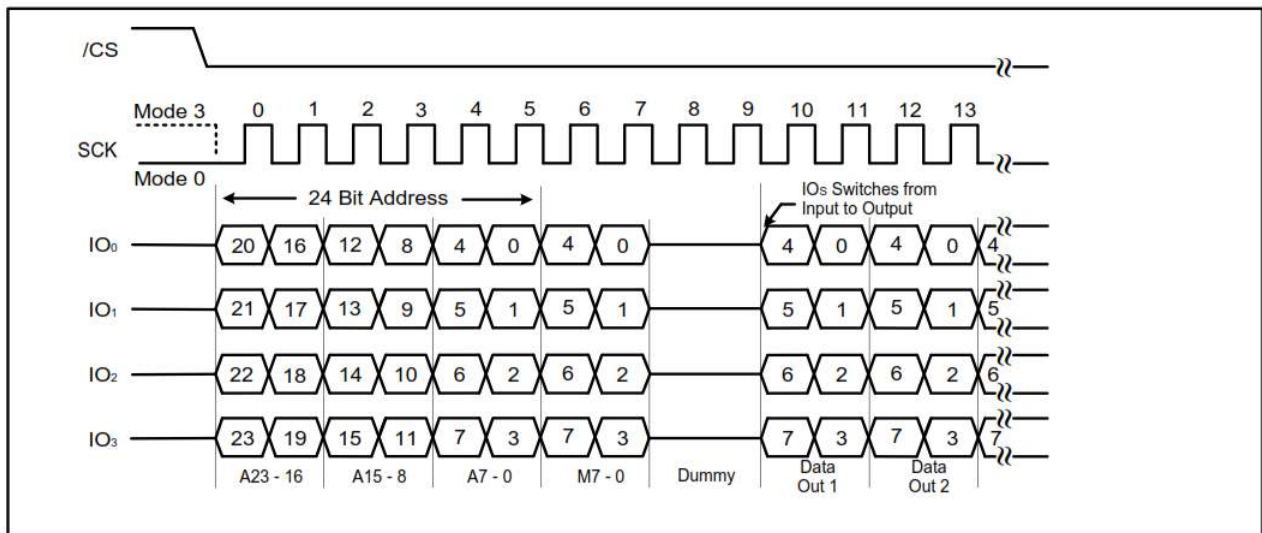 /CS
Mode 3 0 1 2 3 4 5 6 7 8 9 10 11 12 13
SCK
Mode 0
24 Bit Address
IOs Switches from
Input to Output
IO0 20 16 12 8 4 0 4 0 4 0 4 0 4
IO1 21 17 13 9 5 1 5 1 5 1 5 1 5
IO2 22 18 14 10 6 2 6 2 6 2 6 2 6
IO3 23 19 15 11 7 3 7 3 7 3 7 3 7
A23 - 16 A15 - 8 A7 - 0 M7 - 0 Dummy Data Data
Out 1 Out 2